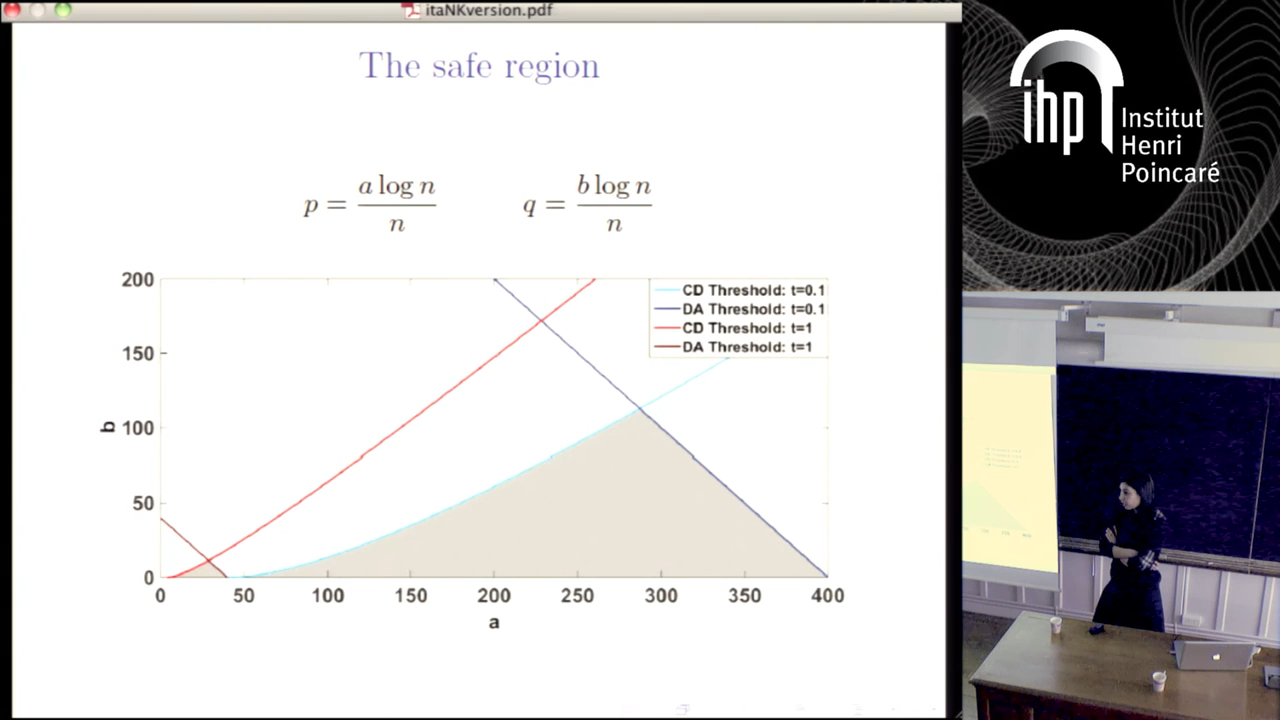 itaNKversion.pdf
The safe region
p = a log n / n    q = b log n / n
200
150
100
50
0
b
0 50 100 150 200 250 300 350 400
a
CD Threshold: t=0.1
DA Threshold: t=0.1
CD Threshold: t=1
DA Threshold: t=1
ihp
Institut
Henri
Poincaré